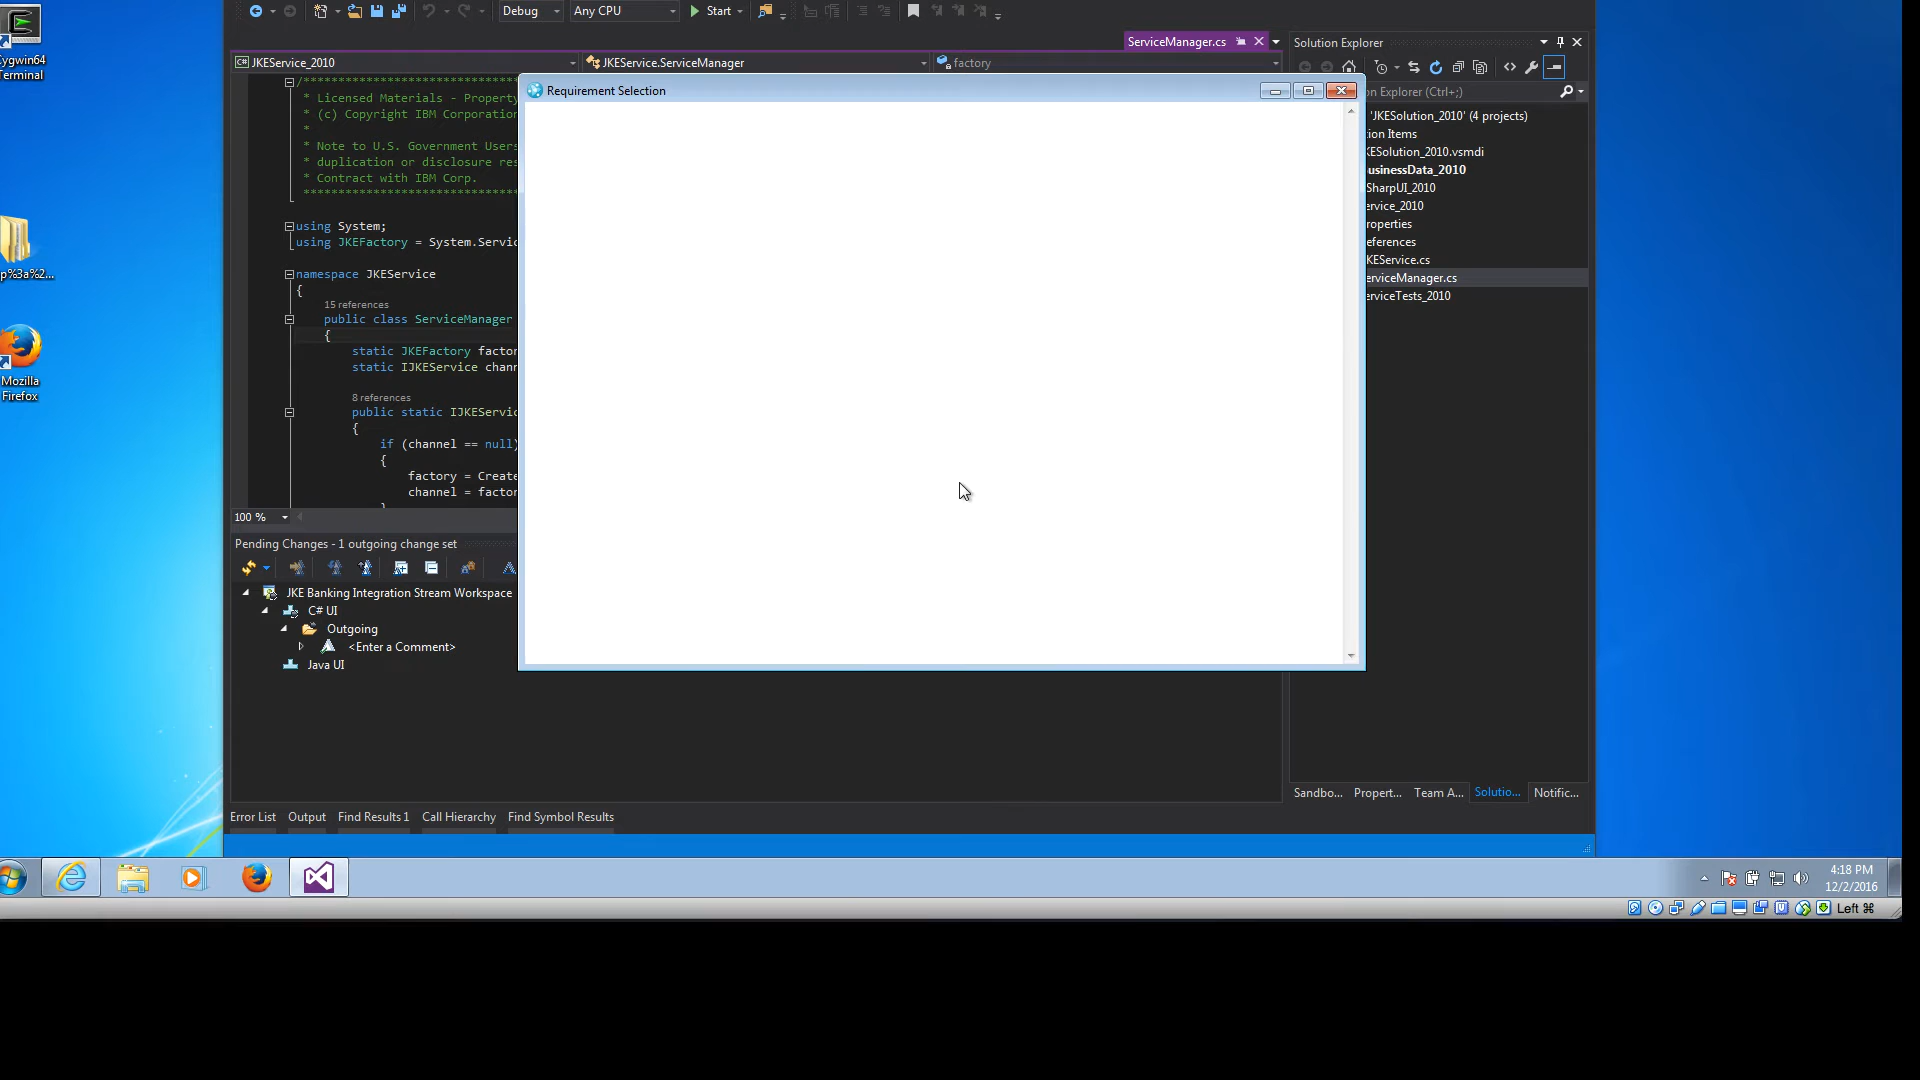 Debug
Any CPU
Start
Cygwin64
Terminal
p%3a%2...
Mozilla
Firefox
ServiceManager.cs
Solution Explorer
JKEService_2010
JKEService.ServiceManager
factory
Requirement Selection
on Explorer (Ctrl+;)
/*******************************
* Licensed Materials - Property
* (c) Copyright IBM Corporation
*
* Note to U.S. Government Users
* duplication or disclosure res
* Contract with IBM Corp.
using System;
using JKEFactory = System.Servic
namespace JKEService
{
15 references
public class ServiceManager
{
static JKEFactory factor
static IJKEService chann
8 references
public static IJKEServic
{
if (channel == null)
{
factory = Create
channel = factor
}
100 %
'JKESolution_2010' (4 projects)
ion Items
KESolution_2010.vsmdi
usinessData_2010
SharpUI_2010
ervice_2010
roperties
eferences
KEService.cs
erviceManager.cs
erviceTests_2010
Pending Changes - 1 outgoing change set
JKE Banking Integration Stream Workspace
C# UI
Outgoing
<Enter a Comment>
Java UI
Sandbo... Propert... Team A... Solutio... Notific...
Error List Output Find Results 1 Call Hierarchy Find Symbol Results
4:18 PM
12/2/2016
Left ⌘